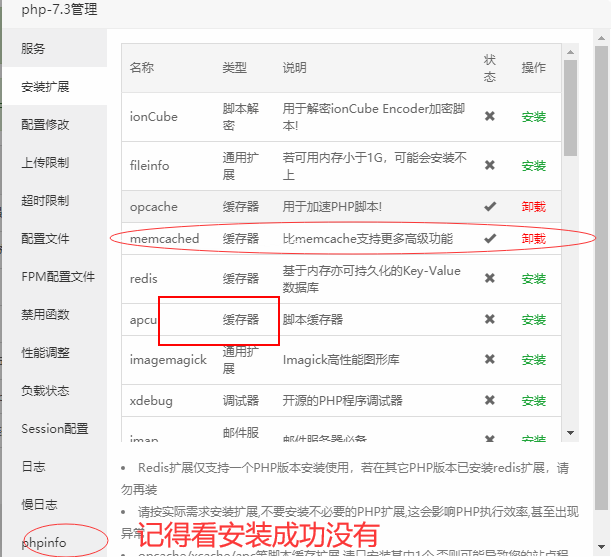 php-7.3管理
服务
安装扩展
配置修改
上传限制
超时限制
配置文件
FPM配置文件
禁用函数
性能调整
负载状态
Session配置
日志
慢日志
phpinfo
名称 类型 说明 状态 操作
ionCube 脚本解密 用于解密ionCube Encoder加密脚本! 安装
fileinfo 通用扩展 若可用内存小于1G，可能会安装不上 安装
opcache 缓存器 用于加速PHP脚本! 卸载
memcached 缓存器 比memcache支持更多高级功能 卸载
redis 缓存器 基于内存亦可持久化的Key-Value数据库 安装
apcu 缓存器 脚本缓存器 安装
imagemagick 通用扩展 Imagick高性能图形库 安装
xdebug 调试器 开源的PHP程序调试器 安装
imap 邮件服 邮件服务器必备 安装
Redis扩展仅支持一个PHP版本安装使用，若在其它PHP版本已安装redis扩展，请
勿再装
请按实际需求安装扩展,不要安装不必要的PHP扩展,这会影响PHP执行效率,甚至出现
异常
记得看安装成功没有
opcache/xcache/apc等脚本缓存扩展,请只安装其中1个,否则可能导致您的站点程